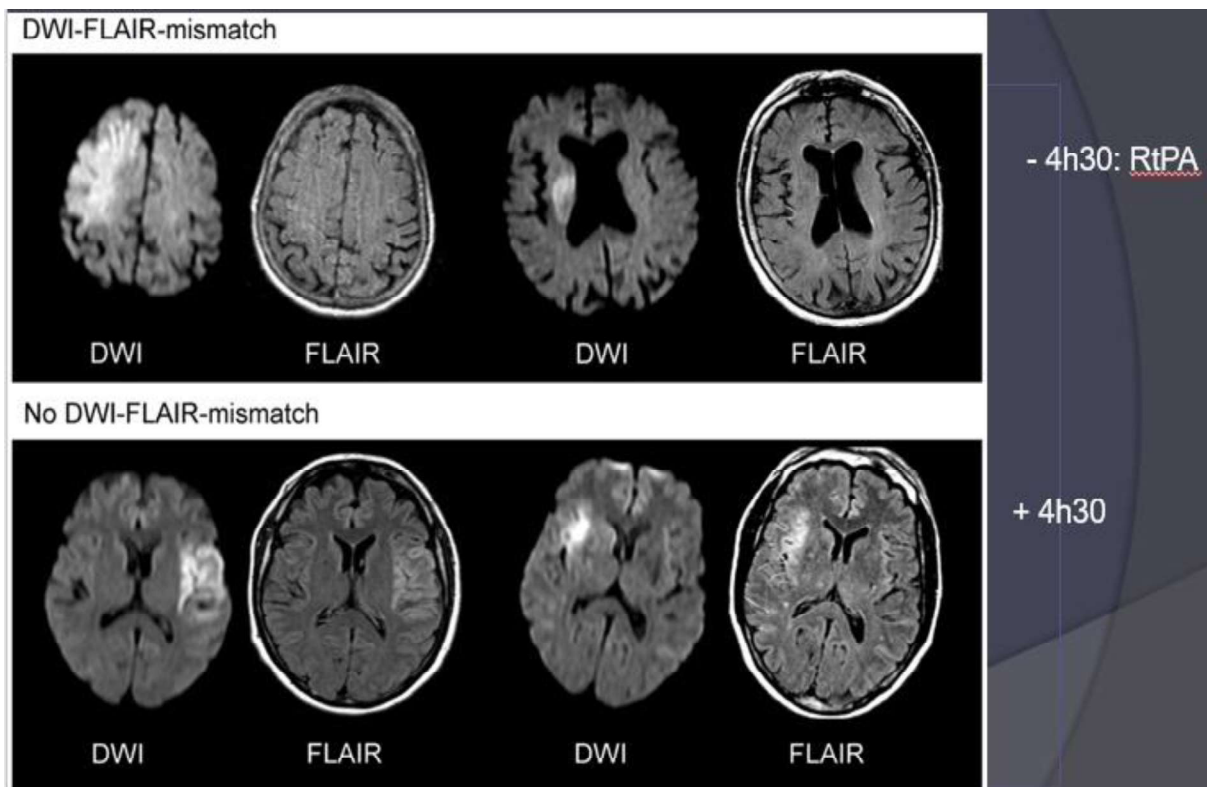 DWI-FLAIR-mismatch
- 4h30: RtPA
DWI FLAIR DWI FLAIR
No DWI-FLAIR-mismatch
+ 4h30
DWI FLAIR DWI FLAIR